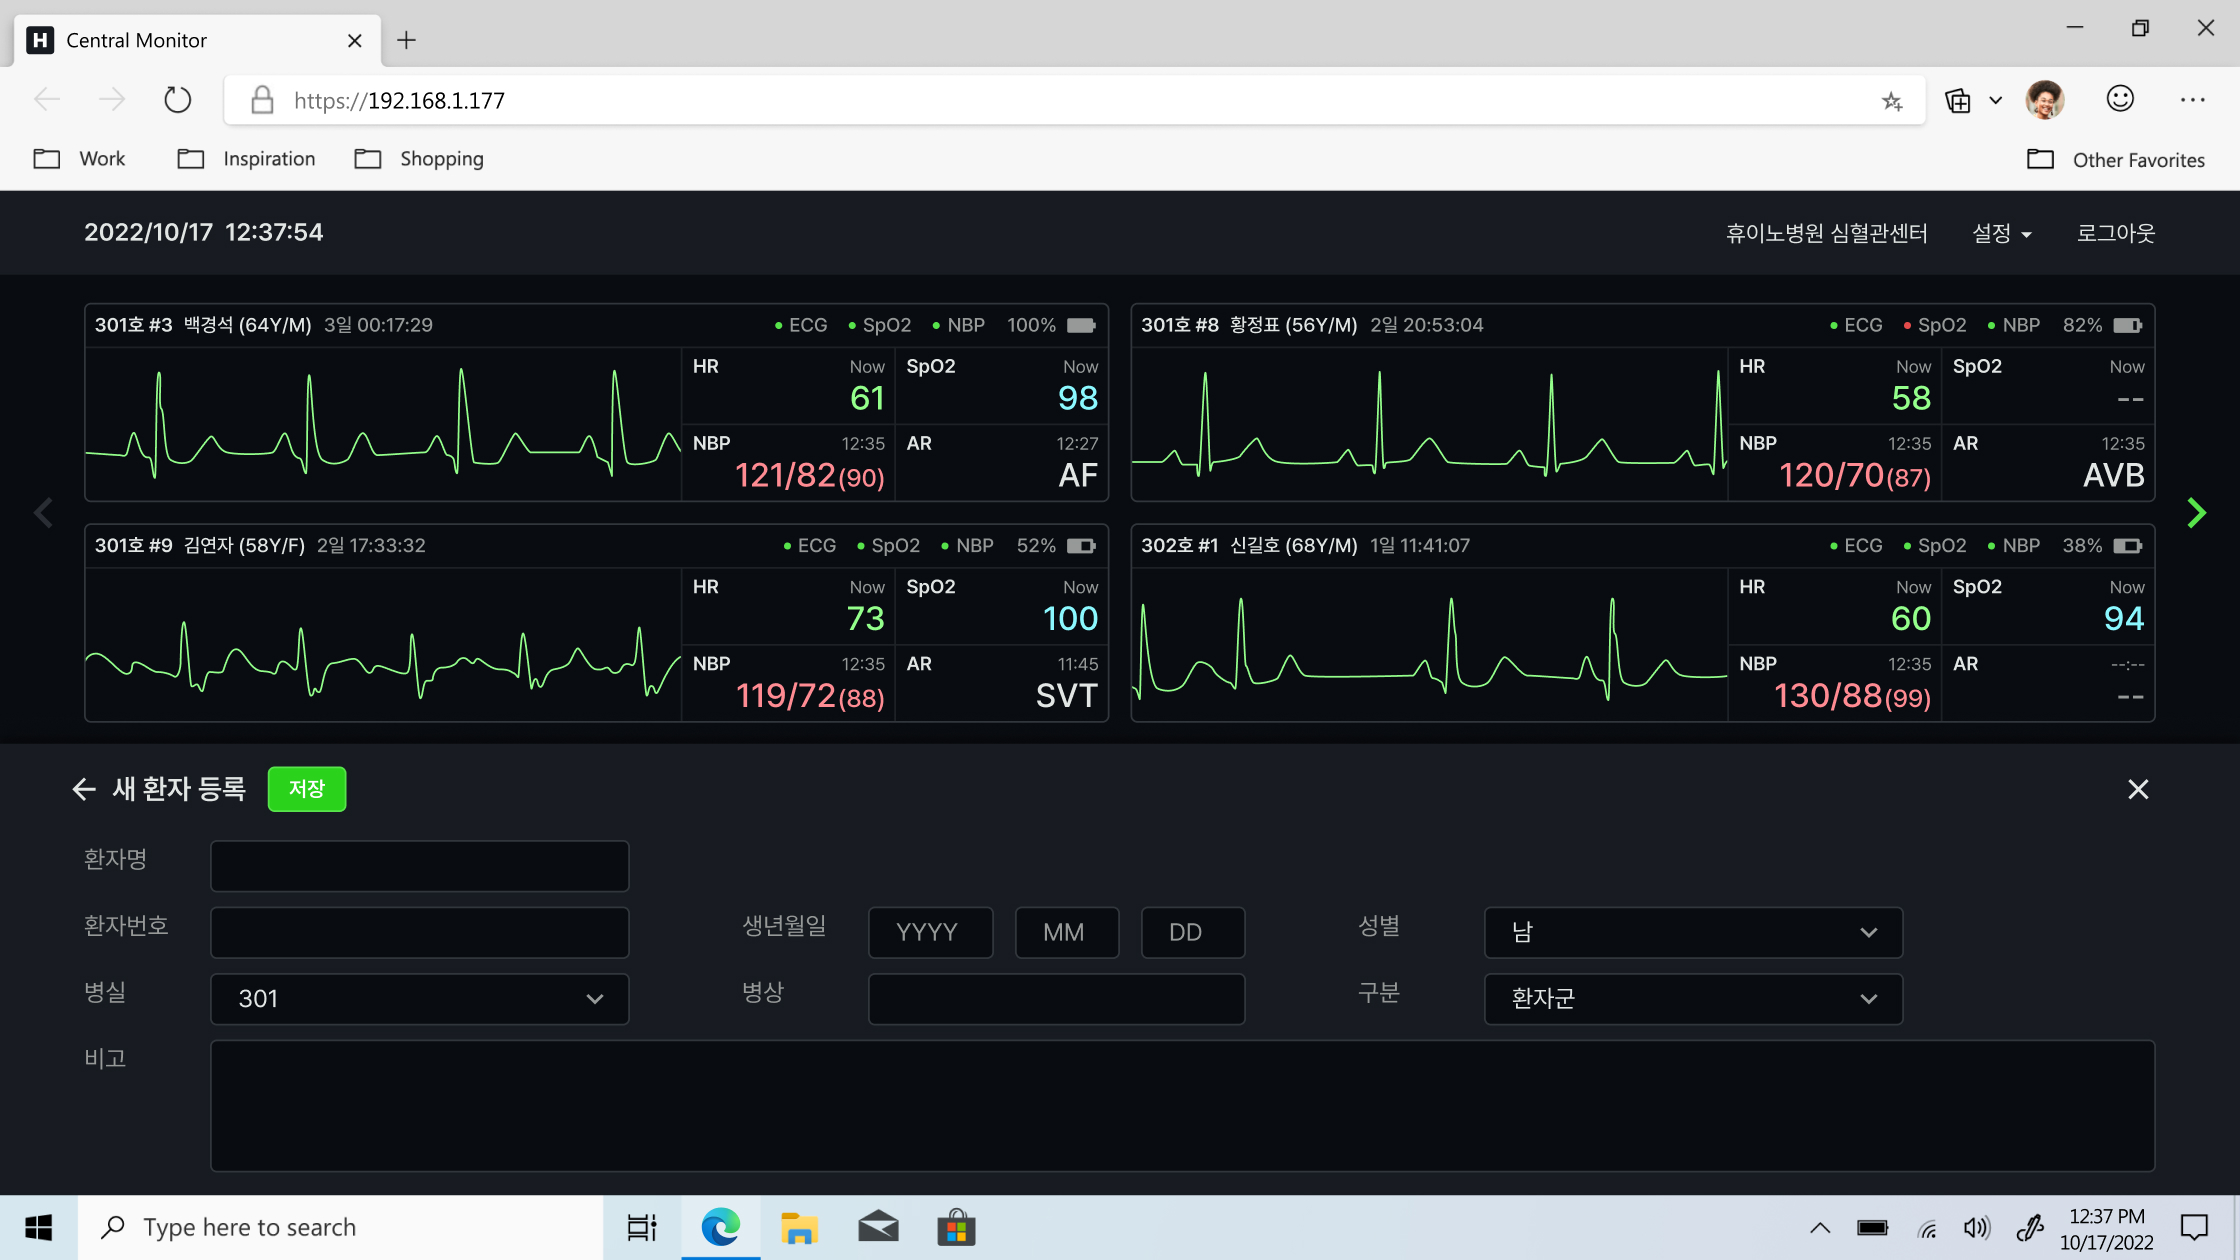 H Central Monitor
https://192.168.1.177
Work Inspiration Shopping Other Favorites
2022/10/17 12:37:54 휴이노병원 심혈관센터 설정 로그아웃
301호 #3 백경석 (64Y/M) 3일 00:17:29 ECG SpO2 NBP 100%
HR Now 61
SpO2 Now 98
NBP 12:35 121/82(90)
AR 12:27 AF
301호 #8 황정표 (56Y/M) 2일 20:53:04 ECG SpO2 NBP 82%
HR Now 58
SpO2 Now --
NBP 12:35 120/70(87)
AR 12:35 AVB
301호 #9 김연자 (58Y/F) 2일 17:33:32 ECG SpO2 NBP 52%
HR Now 73
SpO2 Now 100
NBP 12:35 119/72(88)
AR 11:45 SVT
302호 #1 신길호 (68Y/M) 1일 11:41:07 ECG SpO2 NBP 38%
HR Now 60
SpO2 Now 94
NBP 12:35 130/88(99)
AR --:-- --
새 환자 등록 저장
환자명
환자번호 생년월일 YYYY MM DD 성별 남
병실 301 병상 구분 환자군
비고
Type here to search
12:37 PM
10/17/2022